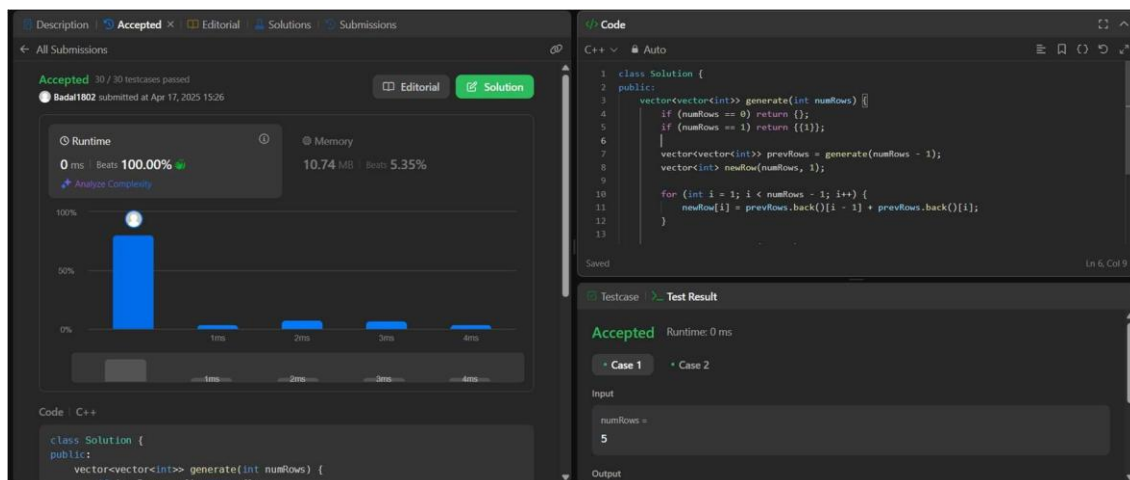 Description Accepted × Editorial Solutions Submissions
← All Submissions
Accepted 30 / 30 testcases passed
Badal1802 submitted at Apr 17, 2025 15:26
Editorial Solution
Runtime
0 ms Beats 100.00%
Analyze Complexity
Memory
10.74 MB Beats 5.35%
100%
50%
0%
1ms 2ms 3ms 4ms
1ms 2ms 3ms 4ms
Code C++
class Solution {
public:
vector<vector<int>> generate(int numRows) {
</> Code
C++ Auto
1 class Solution {
2 public:
3 vector<vector<int>> generate(int numRows) {
4 if (numRows == 0) return {};
5 if (numRows == 1) return {{1}};
6
7 vector<vector<int>> prevRows = generate(numRows - 1);
8 vector<int> newRow(numRows, 1);
9
10 for (int i = 1; i < numRows - 1; i++) {
11 newRow[i] = prevRows.back()[i - 1] + prevRows.back()[i];
12 }
13
Saved Ln 6, Col 9
Testcase >_ Test Result
Accepted Runtime: 0 ms
• Case 1 • Case 2
Input
numRows =
5
Output